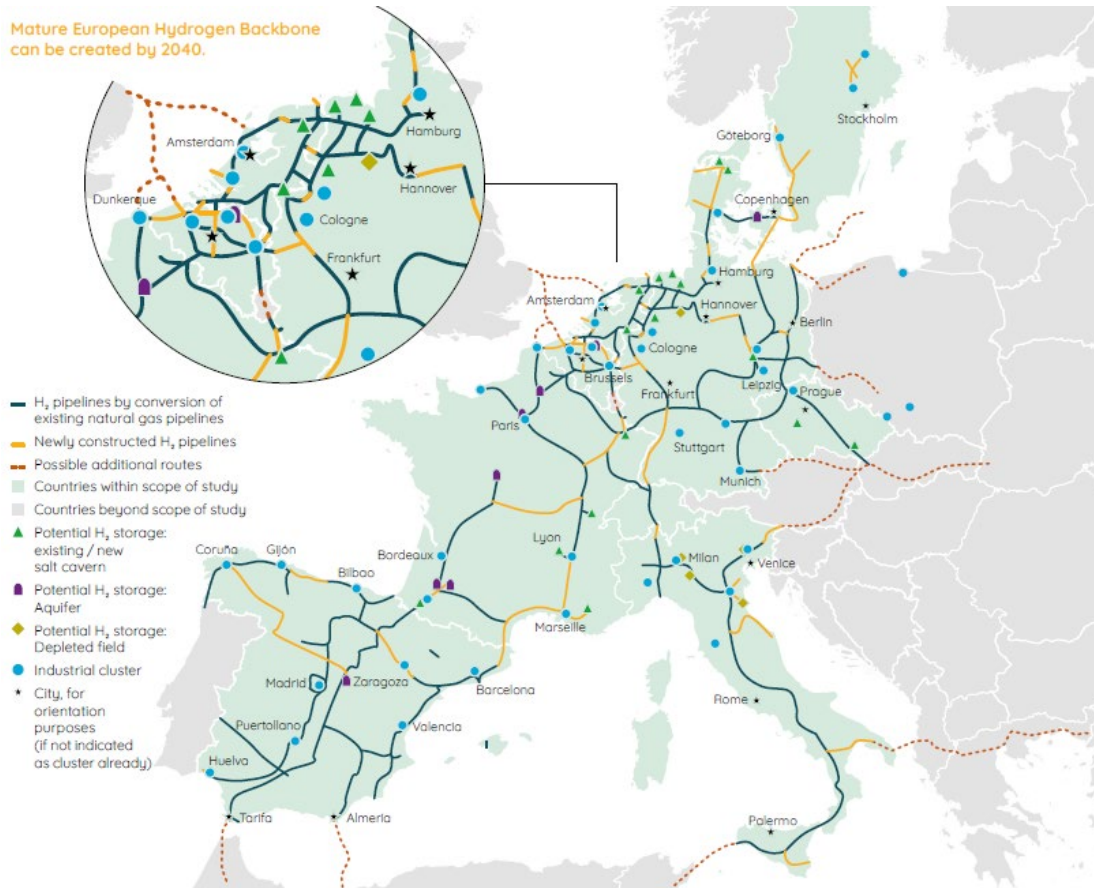 Mature European Hydrogen Backbone
can be created by 2040.
Amsterdam
Hamburg
Hannover
Dunkerque
Cologne
Frankfurt
H₂ pipelines by conversion of
existing natural gas pipelines
Newly constructed H₂ pipelines
Possible additional routes
Countries within scope of study
Countries beyond scope of study
Potential H₂ storage:
existing / new
salt cavern
Potential H₂ storage:
Aquifer
Potential H₂ storage:
Depleted field
Industrial cluster
City, for
orientation
purposes
(if not indicated
as cluster already)
Stockholm
Göteborg
Copenhagen
Hamburg
Amsterdam
Hannover
Berlin
Cologne
Brussels
Leipzig
Frankfurt
Prague
Paris
Stuttgart
Munich
Lyon
Milan
Venice
Bordeaux
Coruña
Gijón
Bilbao
Marseille
Madrid
Zaragoza
Barcelona
Rome
Puertollano
Valencia
Huelva
Tarifa
Almeria
Palermo